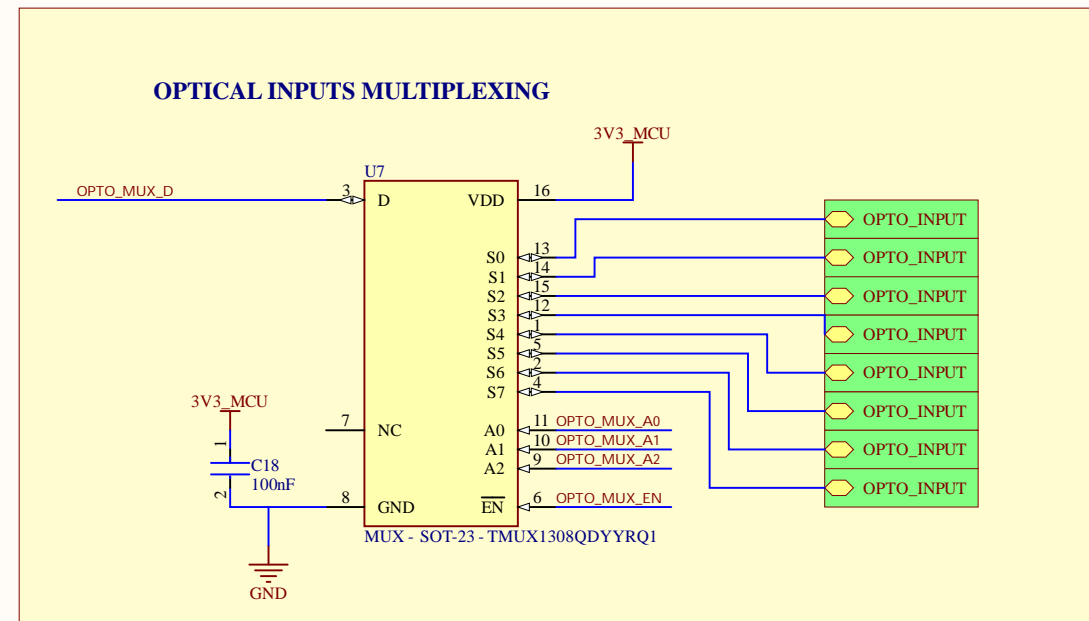 OPTICAL INPUTS MULTIPLEXING
3V3_MCU
U7
OPTO_MUX_D 3 D VDD 16
OPTO_INPUT
S0 13 OPTO_INPUT
S1 14
S2 15 OPTO_INPUT
S3 12
S4 1 OPTO_INPUT
S5 5
S6 2 OPTO_INPUT
S7 4
3V3_MCU OPTO_INPUT
7 NC A0 11 OPTO_MUX_A0
1 A1 10 OPTO_MUX_A1 OPTO_INPUT
C18 A2 9 OPTO_MUX_A2
100nF OPTO_INPUT
2 8 GND EN 6 OPTO_MUX_EN
MUX - SOT-23 - TMUX1308QDYYRQ1
GND